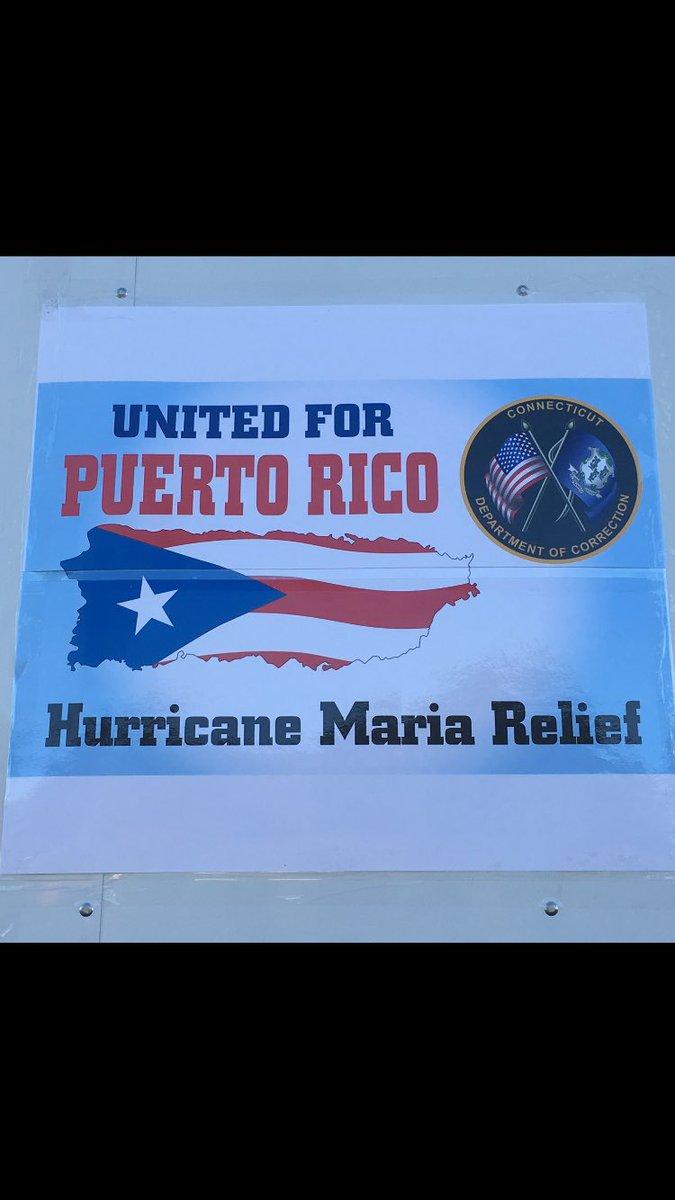 UNITED FOR
PUERTO RICO
CONNECTICUT
DEPARTMENT OF CORRECTION
Hurricane Maria Relief